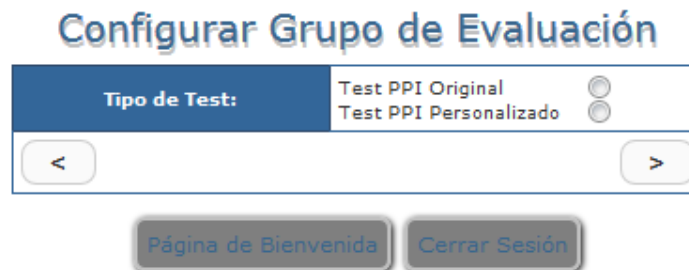 Configurar Grupo de Evaluación
Tipo de Test:
Test PPI Original
Test PPI Personalizado
< >
Página de Bienvenida Cerrar Sesión